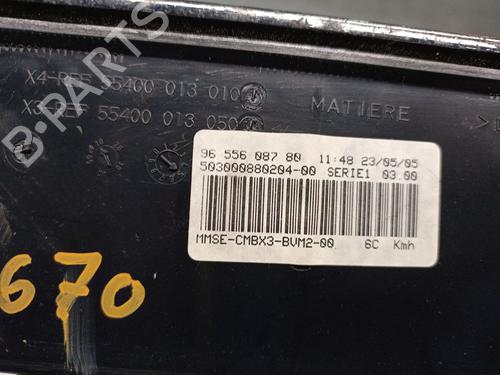 X4-REF 55400 013 010
MATIERE
X3-REF 55400 013 050
96 556 087 80 11:48 23/05/05
503000880204-00 SERIE1 03.00
MMSE-CMBX3-BVM2-00 6C Kmh
670
B-PARTS